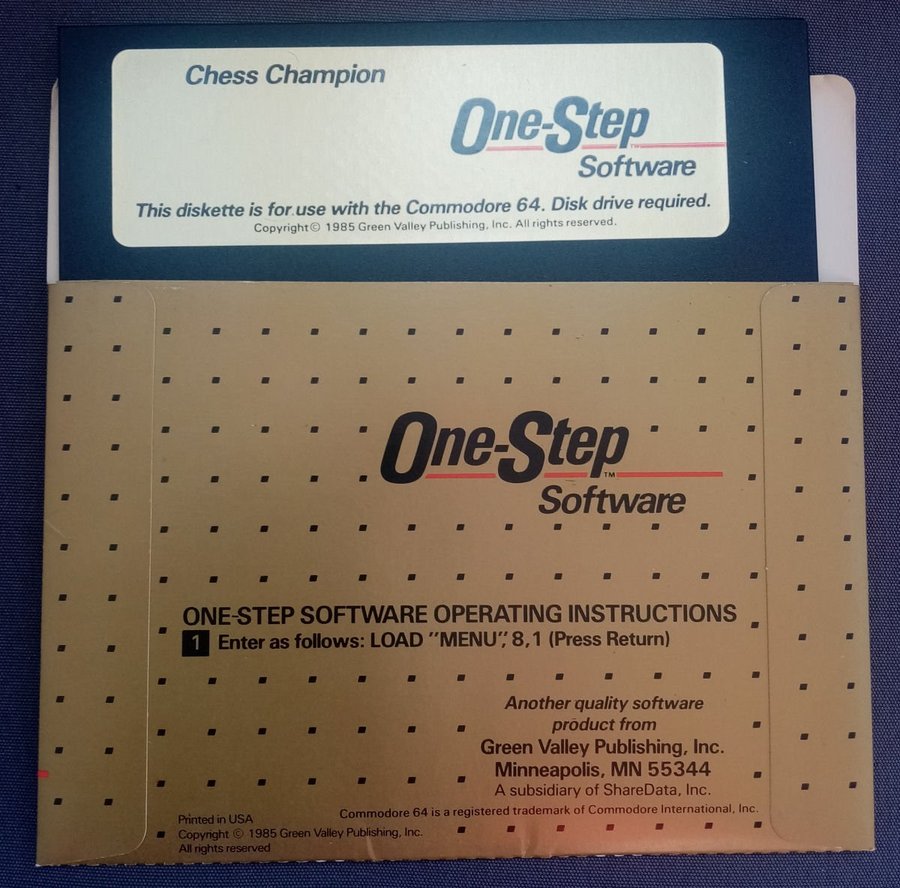 Chess Champion
One-Step
TM
Software
This diskette is for use with the Commodore 64. Disk drive required.
Copyright© 1985 Green Valley Publishing, Inc. All rights reserved.
One-Step
TM
Software
ONE-STEP SOFTWARE OPERATING INSTRUCTIONS
1 Enter as follows: LOAD "MENU", 8,1 (Press Return)
Another quality software
product from
Green Valley Publishing, Inc.
Minneapolis, MN 55344
A subsidiary of ShareData, Inc.
Commodore 64 is a registered trademark of Commodore International, Inc.
Printed in USA
Copyright © 1985 Green Valley Publishing, Inc.
All rights reserved